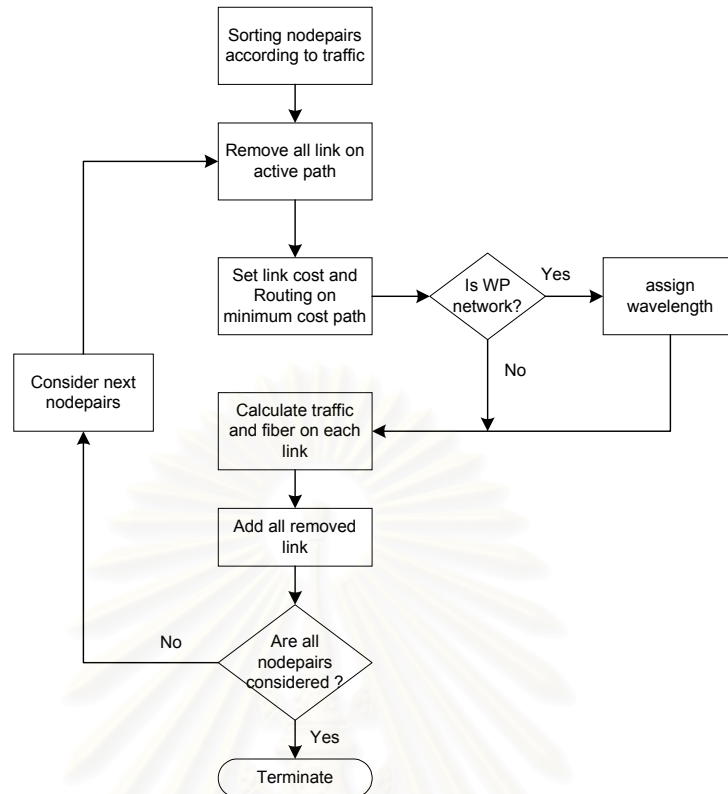 Sorting nodepairs
according to traffic
Remove all link on
active path
Set link cost and
Routing on
minimum cost path
Is WP
network?
Yes
assign
wavelength
No
Consider next
nodepairs
Calculate traffic
and fiber on each
link
Add all removed
link
Are all
nodepairs
considered ?
No
Yes
Terminate